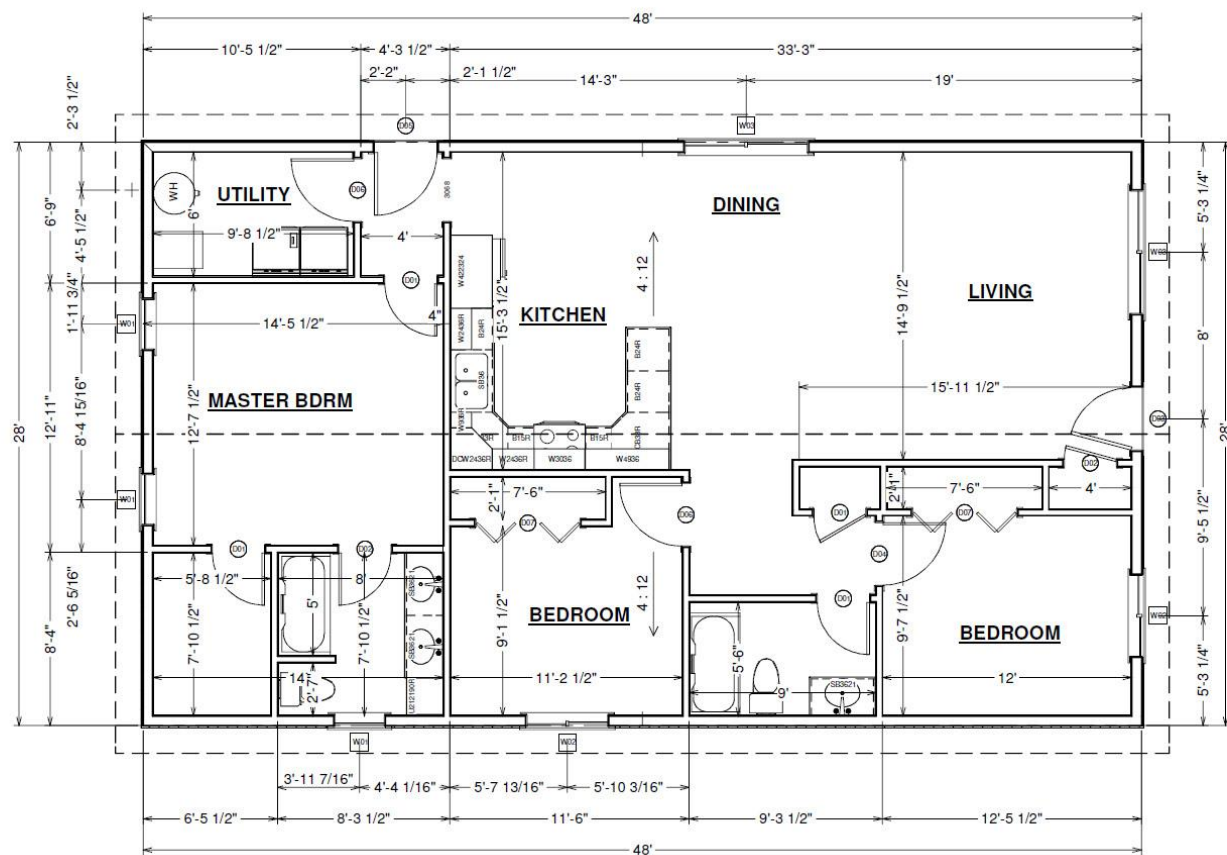 48'
10'-5 1/2"
4'-3 1/2"
33'-3"
2'-2"
2'-1 1/2"
14'-3"
19'
2'-3 1/2"
D05
W03
WH
UTILITY
D06
3068
DINING
6'
6'-9"
4'-5 1/2"
5'-3 1/4"
9'-8 1/2"
4'
W422324
4 : 12
D01
LIVING
1'-11 3/4"
W01
14'-5 1/2"
4"
W2436R
B24R
15'-3 1/2"
KITCHEN
14'-9 1/2"
B24R
8'
SB36
B24R
15'-11 1/2"
MASTER BDRM
28'
12'-11"
8'-4 15/16"
12'-7 1/2"
B15R
B15R
28'
W2436R
W2436R
W3036
W4936
D02
W01
2'-1"
7'-6"
D07
D06
2'-1"
7'-6"
4'
D01
D07
9'-5 1/2"
D01
D02
D04
2'-6 5/16"
5'-8 1/2"
8'
SB3621
4 : 12
D01
5'
7'-10 1/2"
7'-10 1/2"
SB3621
9'-1 1/2"
BEDROOM
9'-7 1/2"
BEDROOM
8'-4"
5'-6"
14'
2'-7"
U212190R
11'-2 1/2"
9'
SB3621
12'
5'-3 1/4"
W01
W02
3'-11 7/16"
4'-4 1/16"
5'-7 13/16"
5'-10 3/16"
6'-5 1/2"
8'-3 1/2"
11'-6"
9'-3 1/2"
12'-5 1/2"
48'